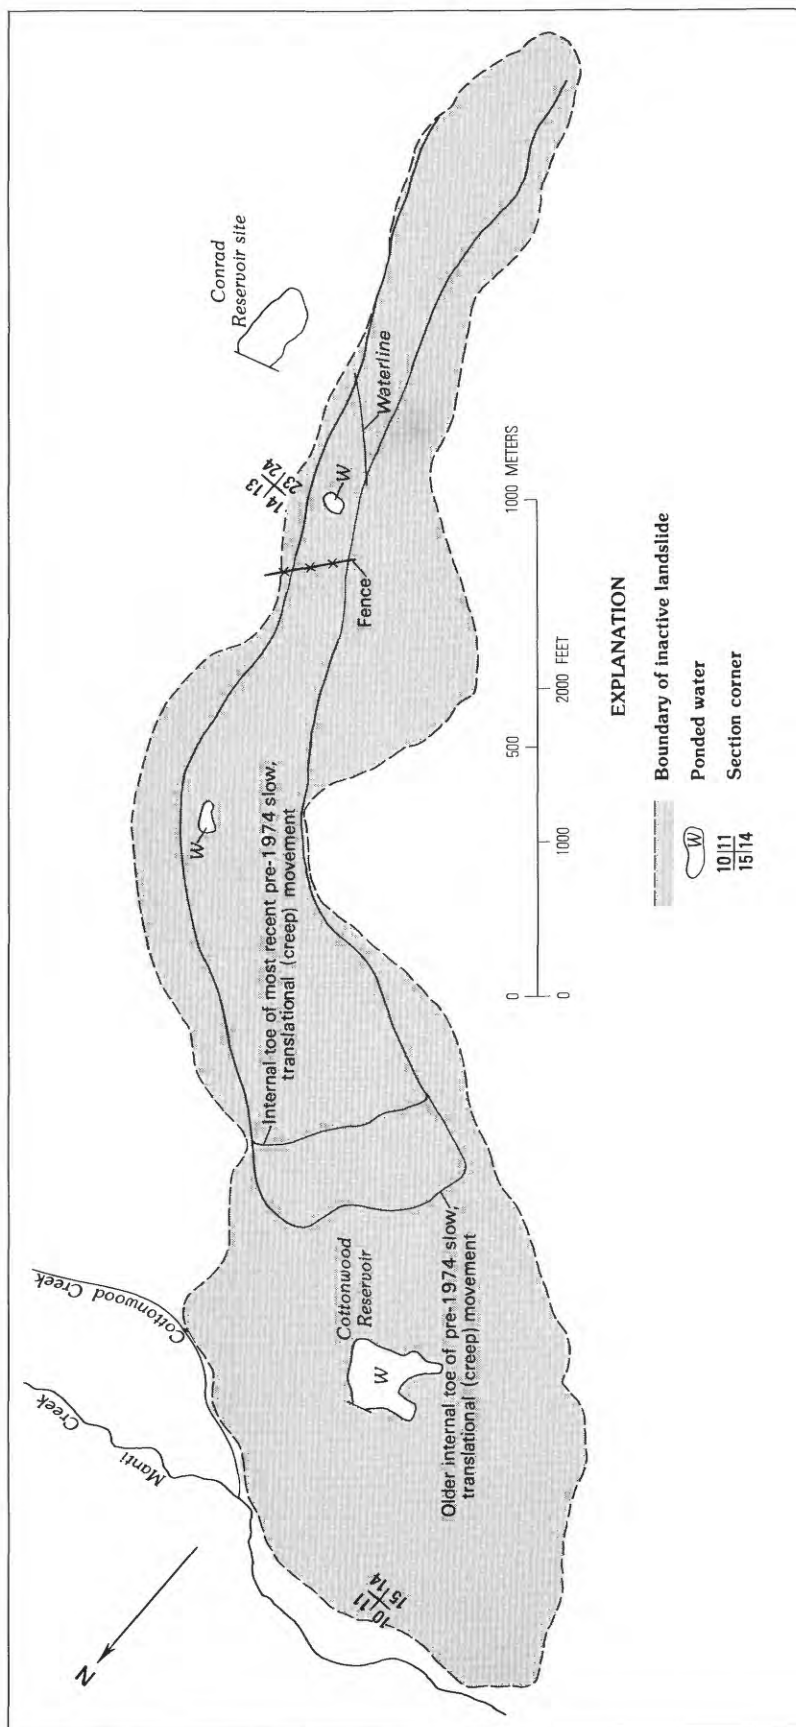 Conrad
Reservoir site
14 | 13
23 | 24
W
Waterline
Fence
W
Internal toe of most recent pre-1974 slow,
translational (creep) movement
Cottonwood
Reservoir
W
Older internal toe of pre-1974 slow,
translational (creep) movement
Cottonwood Creek
Manti
Creek
10 | 11
15 | 14
N
0
500
1000 METERS
0
1000
2000 FEET
EXPLANATION
Boundary of inactive landslide
W
Ponded water
10 | 11
15 | 14
Section corner